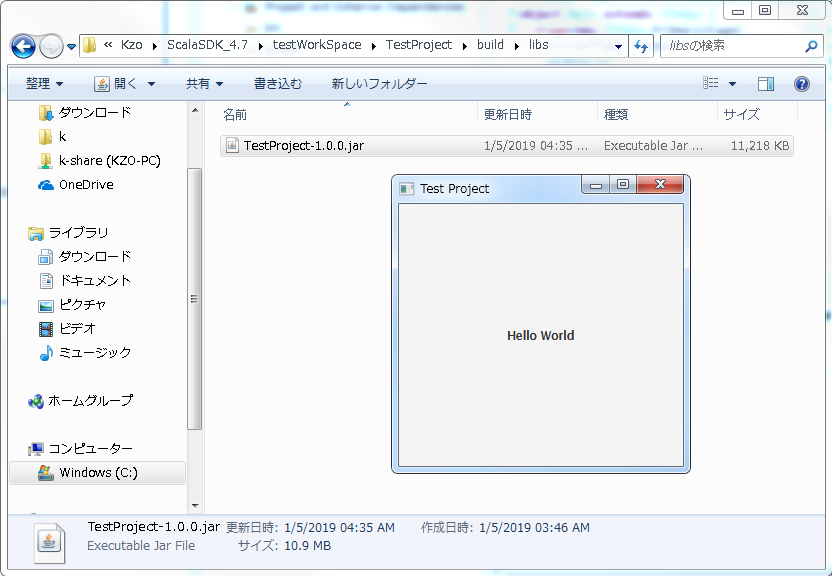 « Kzo ▸ ScalaSDK_4.7 ▸ testWorkSpace ▸ TestProject ▸ build ▸ libs
libsの検索
整理 開く 共有 書き込む 新しいフォルダー
名前 更新日時 種類 サイズ
TestProject-1.0.0.jar 1/5/2019 04:35 ... Executable Jar ... 11,218 KB
ダウンロード
k
k-share (KZO-PC)
OneDrive
ライブラリ
ダウンロード
ドキュメント
ピクチャ
ビデオ
ミュージック
ホームグループ
コンピューター
Windows (C:)
Test Project
Hello World
TestProject-1.0.0.jar 更新日時: 1/5/2019 04:35 AM 作成日時: 1/5/2019 03:46 AM
Executable Jar File サイズ: 10.9 MB